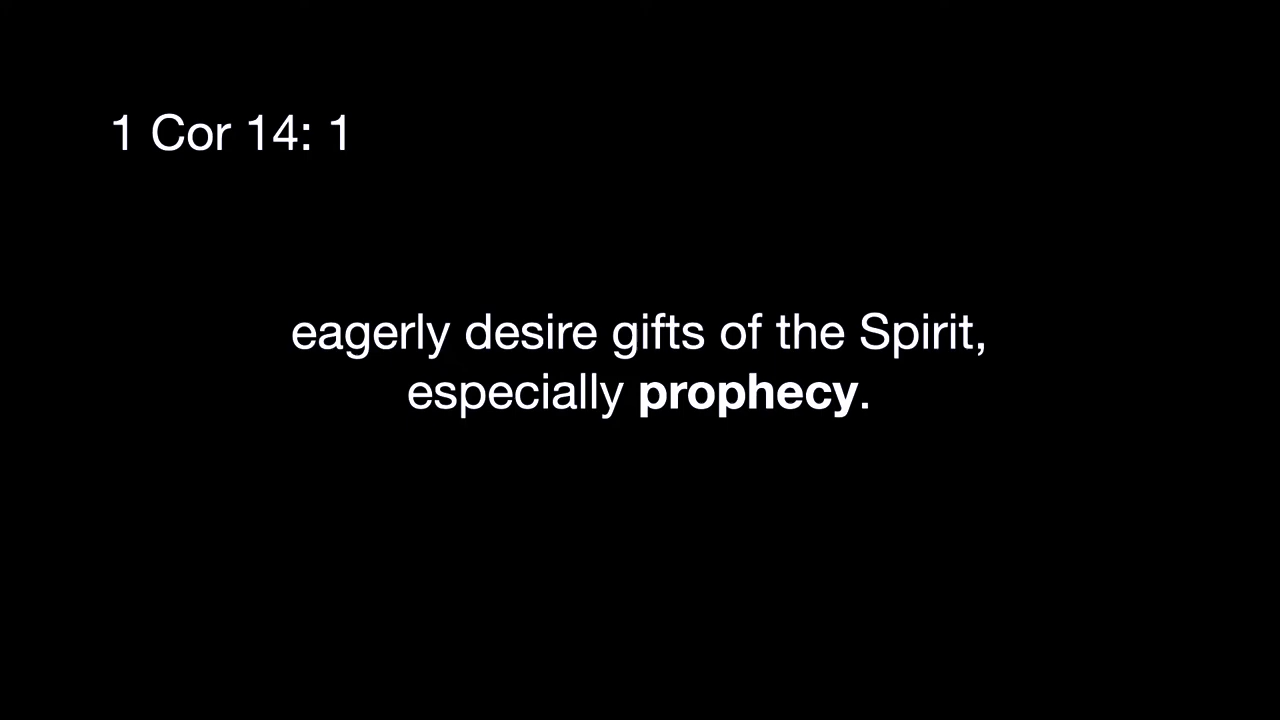 1 Cor 14: 1
eagerly desire gifts of the Spirit,
especially prophecy.